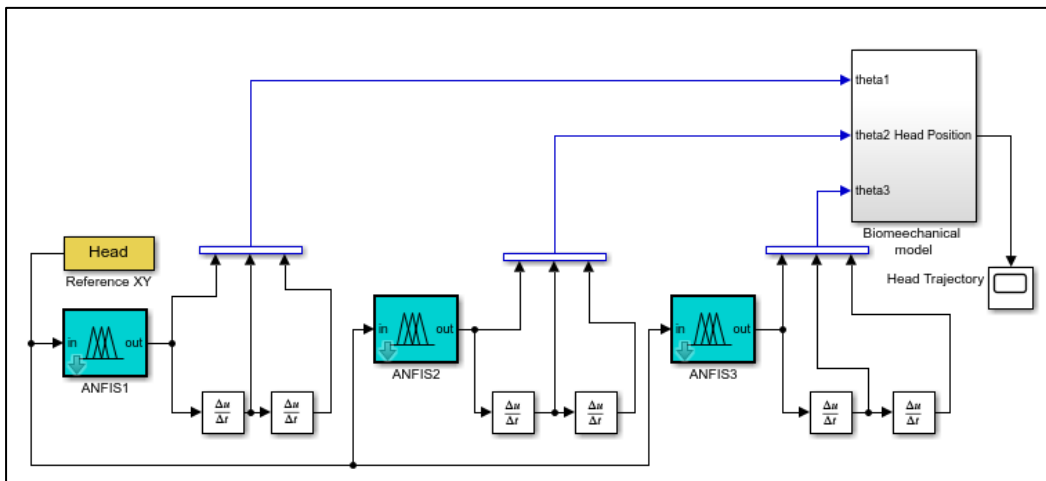 theta1
theta2 Head Position
theta3
Biomeechanical
model
Head
Reference XY
Head Trajectory
in out
ANFIS1
in out
ANFIS2
in out
ANFIS3
Δu
Δt
Δu
Δt
Δu
Δt
Δu
Δt
Δu
Δt
Δu
Δt